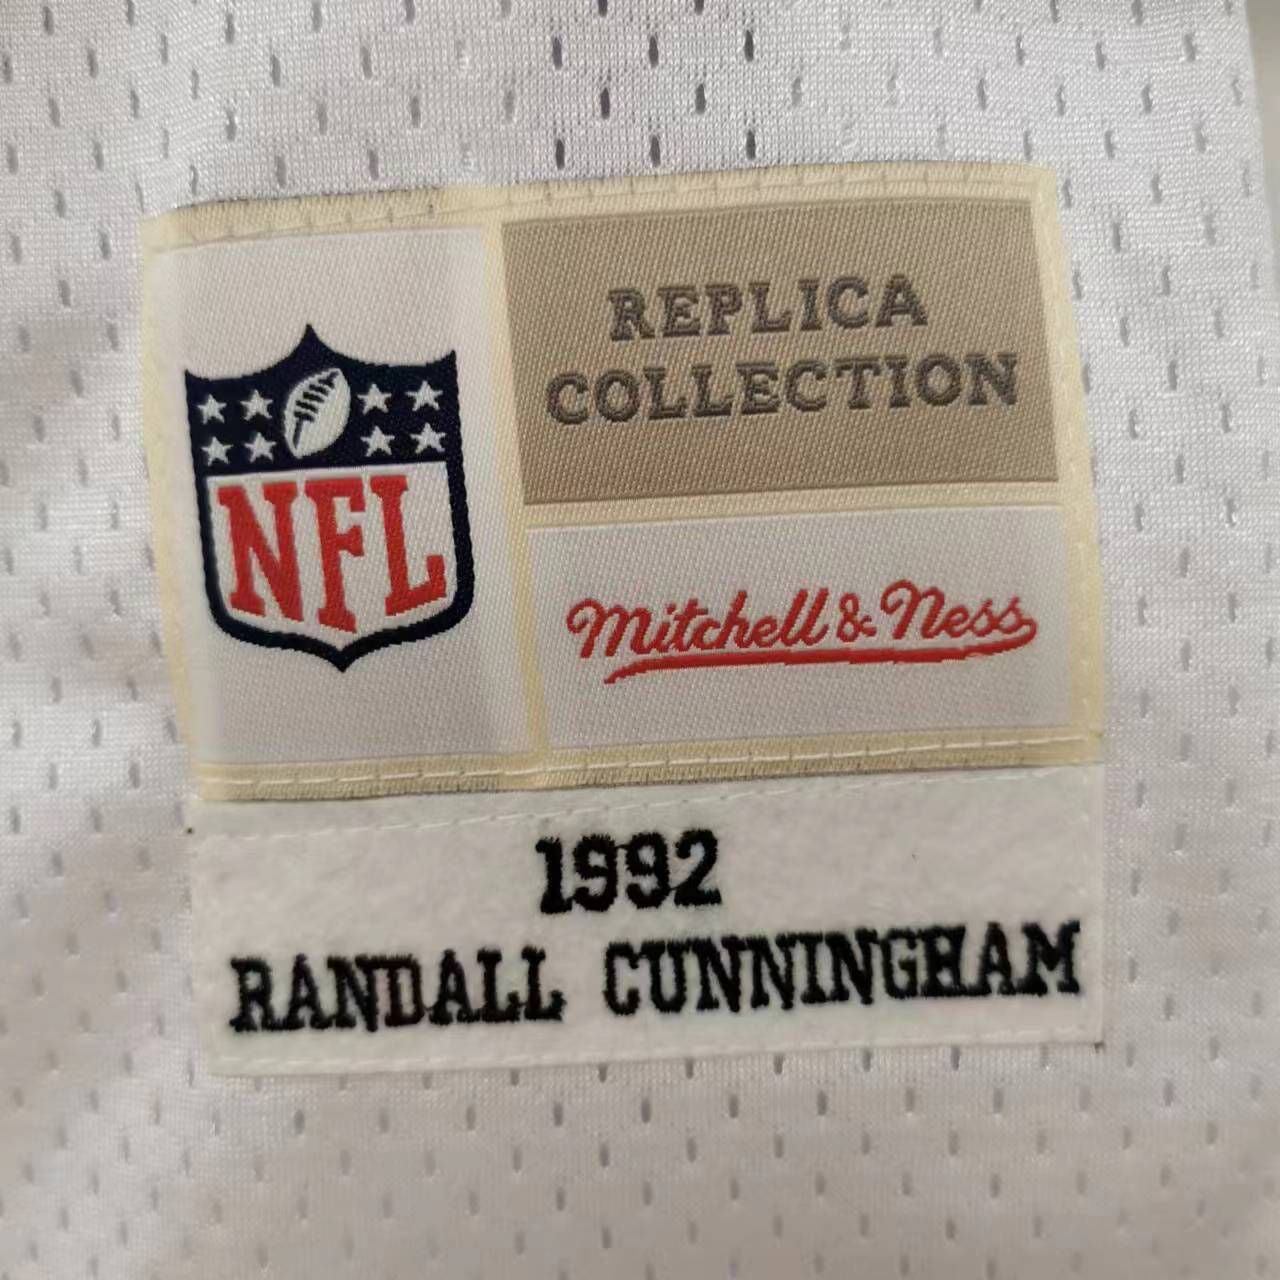 NFL
REPLICA
COLLECTION
Mitchell & Ness
1992
RANDALL CUNNINGHAM